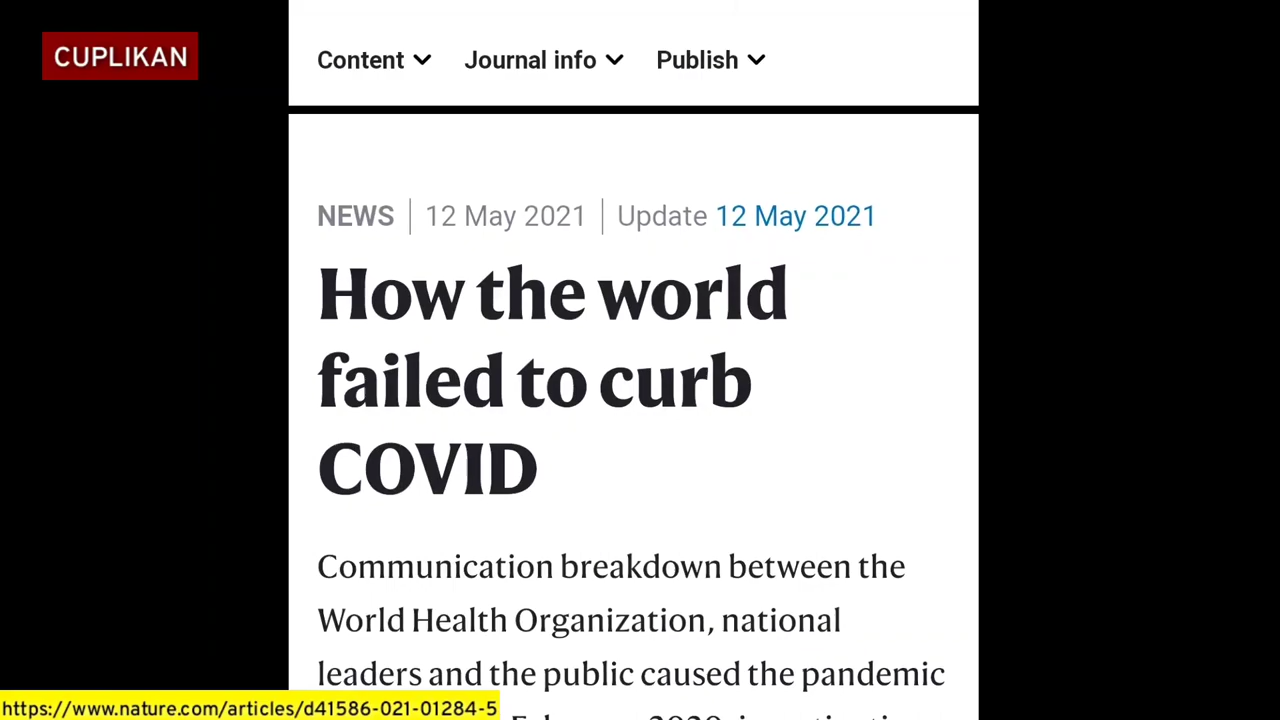 CUPLIKAN
Content Journal info Publish
NEWS | 12 May 2021 | Update 12 May 2021
How the world
failed to curb
COVID
Communication breakdown between the
World Health Organization, national
leaders and the public caused the pandemic
https://www.nature.com/articles/d41586-021-01284-5